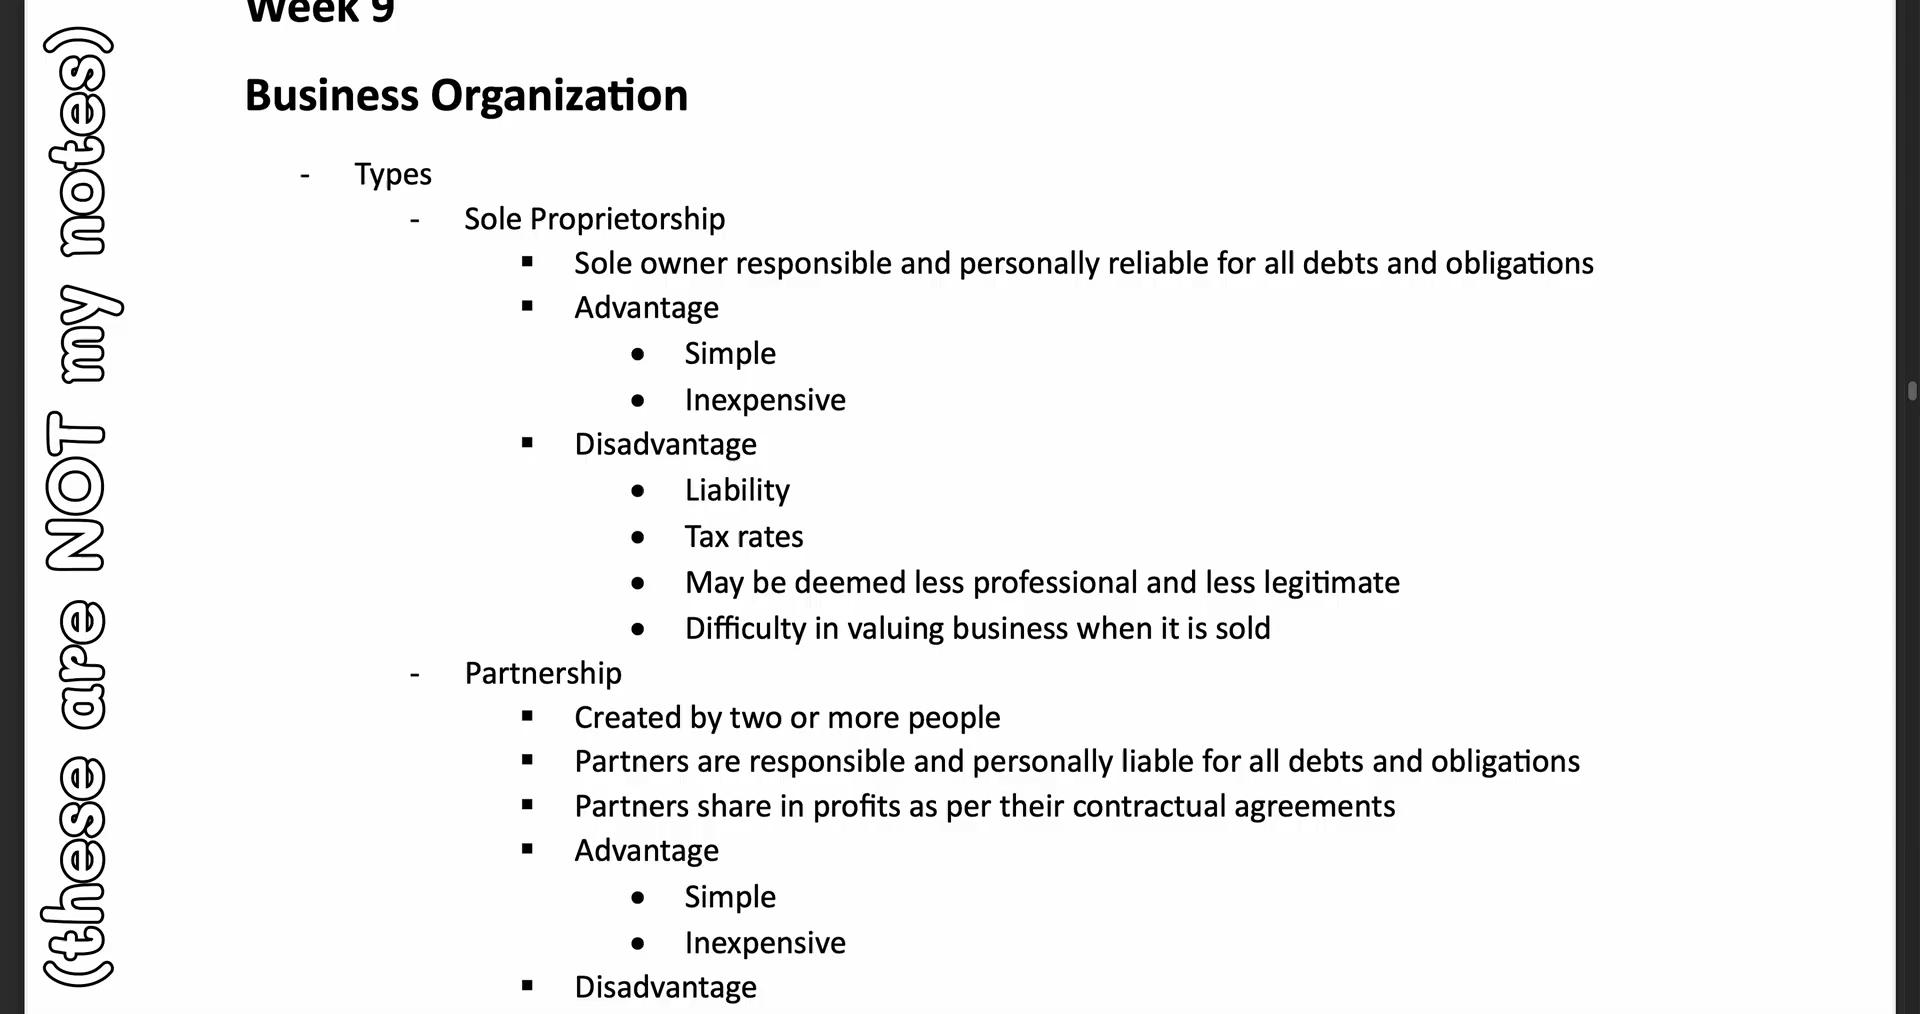 Week 9
Business Organization
- Types
- Sole Proprietorship
▪ Sole owner responsible and personally reliable for all debts and obligations
▪ Advantage
• Simple
• Inexpensive
▪ Disadvantage
• Liability
• Tax rates
• May be deemed less professional and less legitimate
• Difficulty in valuing business when it is sold
- Partnership
▪ Created by two or more people
▪ Partners are responsible and personally liable for all debts and obligations
▪ Partners share in profits as per their contractual agreements
▪ Advantage
• Simple
• Inexpensive
▪ Disadvantage
(these are NOT my notes)